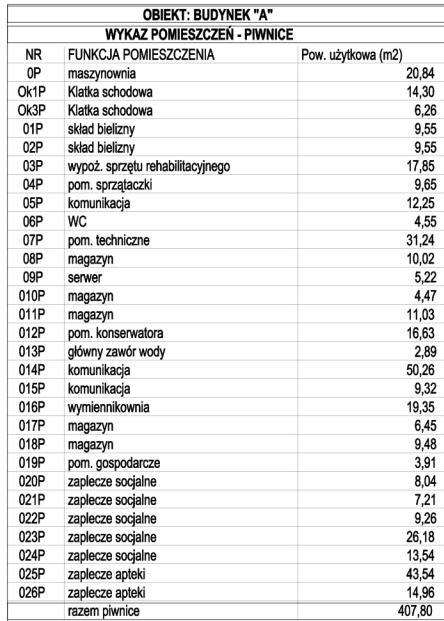 OBIEKT: BUDYNEK "A"
WYKAZ POMIESZCZEŃ - PIWNICE
NR FUNKCJA POMIESZCZENIA Pow. użytkowa (m2)
0P maszynownia 20,84
Ok1P Klatka schodowa 14,30
Ok3P Klatka schodowa 6,26
01P skład bielizny 9,55
02P skład bielizny 9,55
03P wypoż. sprzętu rehabilitacyjnego 17,85
04P pom. sprzątaczki 9,65
05P komunikacja 12,25
06P WC 4,55
07P pom. techniczne 31,24
08P magazyn 10,02
09P serwer 5,22
010P magazyn 4,47
011P magazyn 11,03
012P pom. konserwatora 16,63
013P główny zawór wody 2,89
014P komunikacja 50,26
015P komunikacja 9,32
016P wymiennikownia 19,35
017P magazyn 6,45
018P magazyn 9,48
019P pom. gospodarcze 3,91
020P zaplecze socjalne 8,04
021P zaplecze socjalne 7,21
022P zaplecze socjalne 9,26
023P zaplecze socjalne 26,18
024P zaplecze socjalne 13,54
025P zaplecze apteki 43,54
026P zaplecze apteki 14,96
razem piwnice 407,80